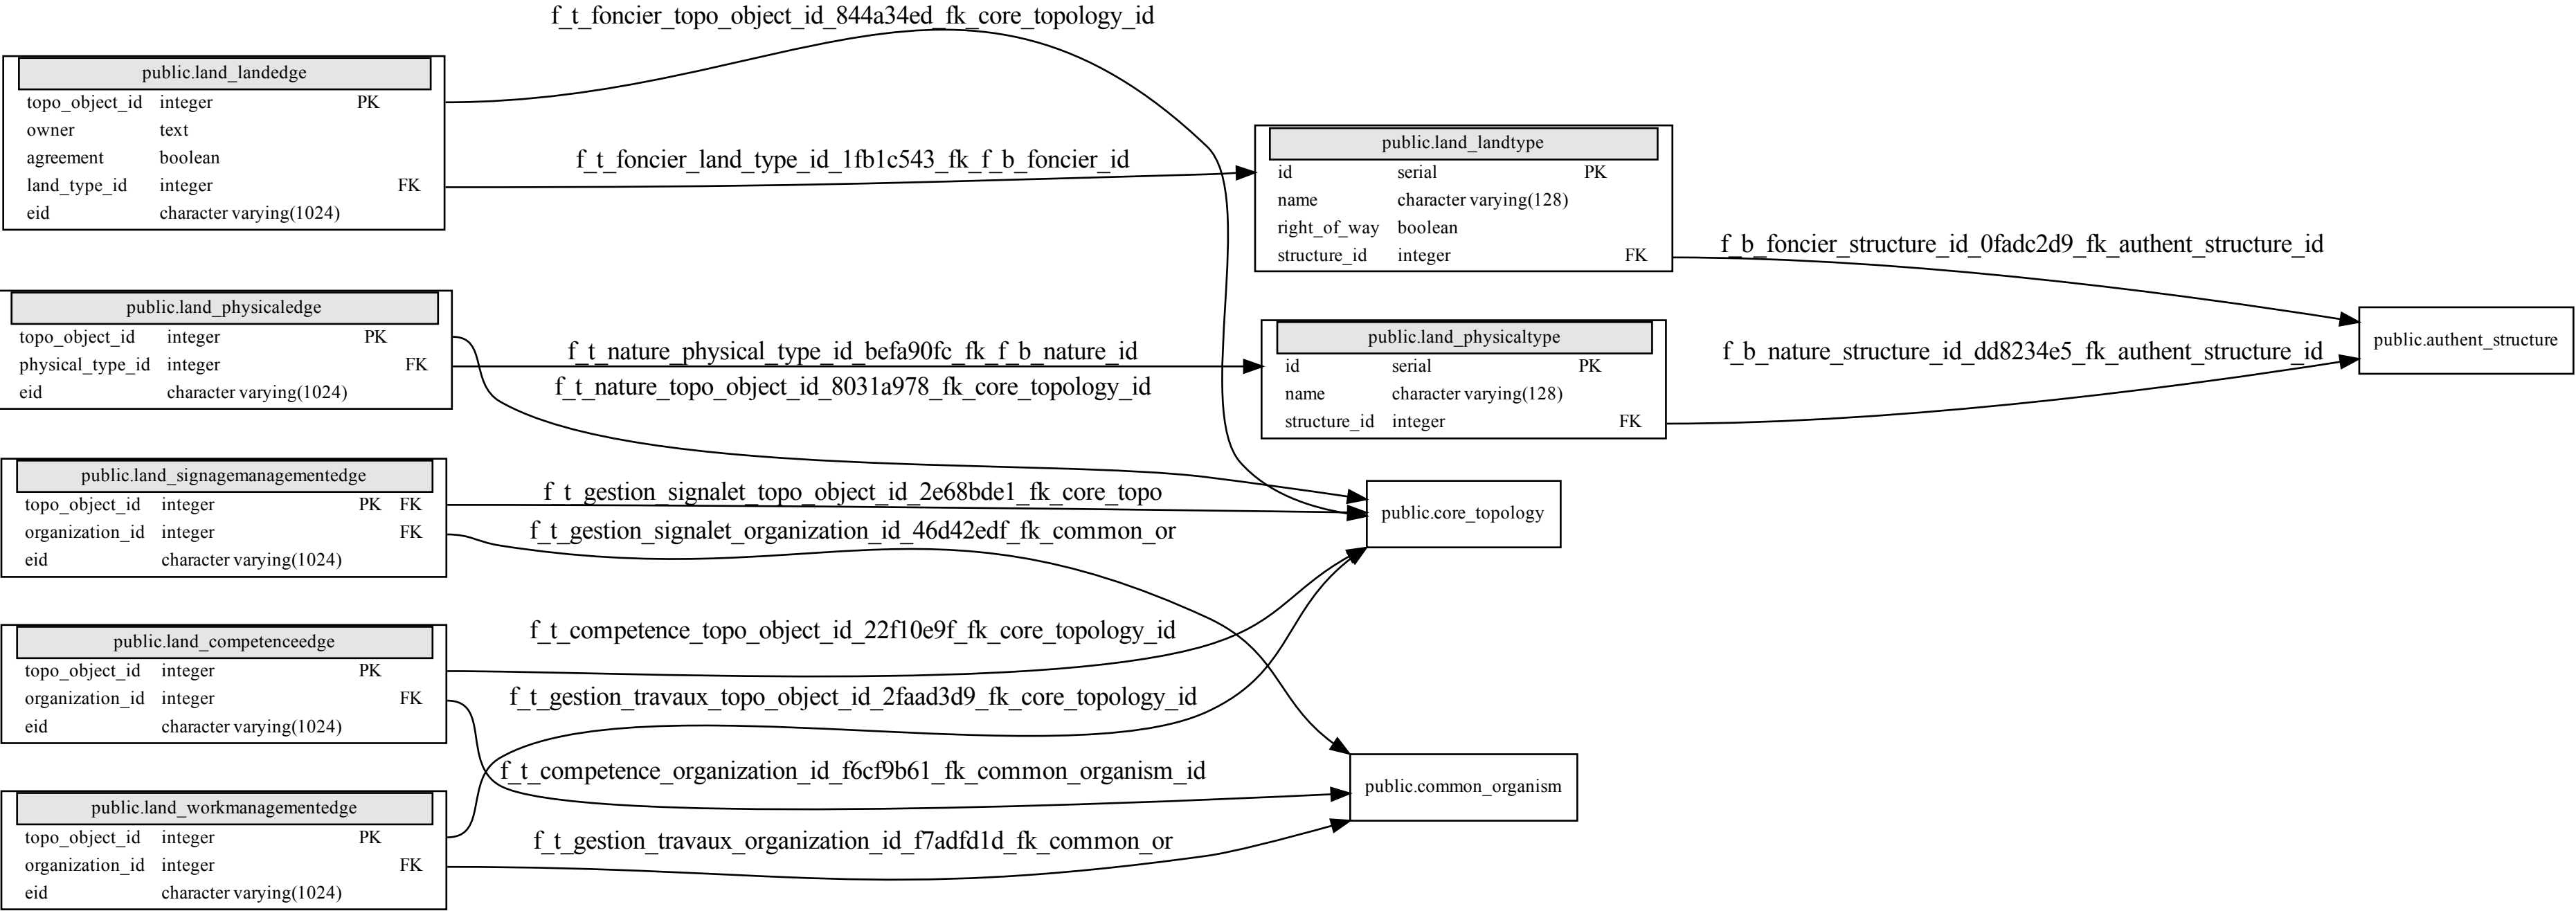 f_t_foncier_topo_object_id_844a34ed_fk_core_topology_id
public.land_landedge
topo_object_id integer PK
owner text
agreement boolean
land_type_id integer FK
eid character varying(1024)
f_t_foncier_land_type_id_1fb1c543_fk_f_b_foncier_id
public.land_landtype
id serial PK
name character varying(128)
right_of_way boolean
structure_id integer FK
f_b_foncier_structure_id_0fadc2d9_fk_authent_structure_id
public.land_physicaledge
topo_object_id integer PK
physical_type_id integer FK
eid character varying(1024)
f_t_nature_physical_type_id_befa90fc_fk_f_b_nature_id
f_t_nature_topo_object_id_8031a978_fk_core_topology_id
public.land_physicaltype
id serial PK
name character varying(128)
structure_id integer FK
f_b_nature_structure_id_dd8234e5_fk_authent_structure_id
public.authent_structure
public.land_signagemanagementedge
topo_object_id integer PK FK
organization_id integer FK
eid character varying(1024)
f_t_gestion_signalet_topo_object_id_2e68bde1_fk_core_topo
f_t_gestion_signalet_organization_id_46d42edf_fk_common_or
public.core_topology
public.land_competenceedge
topo_object_id integer PK
organization_id integer FK
eid character varying(1024)
f_t_competence_topo_object_id_22f10e9f_fk_core_topology_id
f_t_gestion_travaux_topo_object_id_2faad3d9_fk_core_topology_id
f_t_competence_organization_id_f6cf9b61_fk_common_organism_id
public.common_organism
public.land_workmanagementedge
topo_object_id integer PK
organization_id integer FK
eid character varying(1024)
f_t_gestion_travaux_organization_id_f7adfd1d_fk_common_or